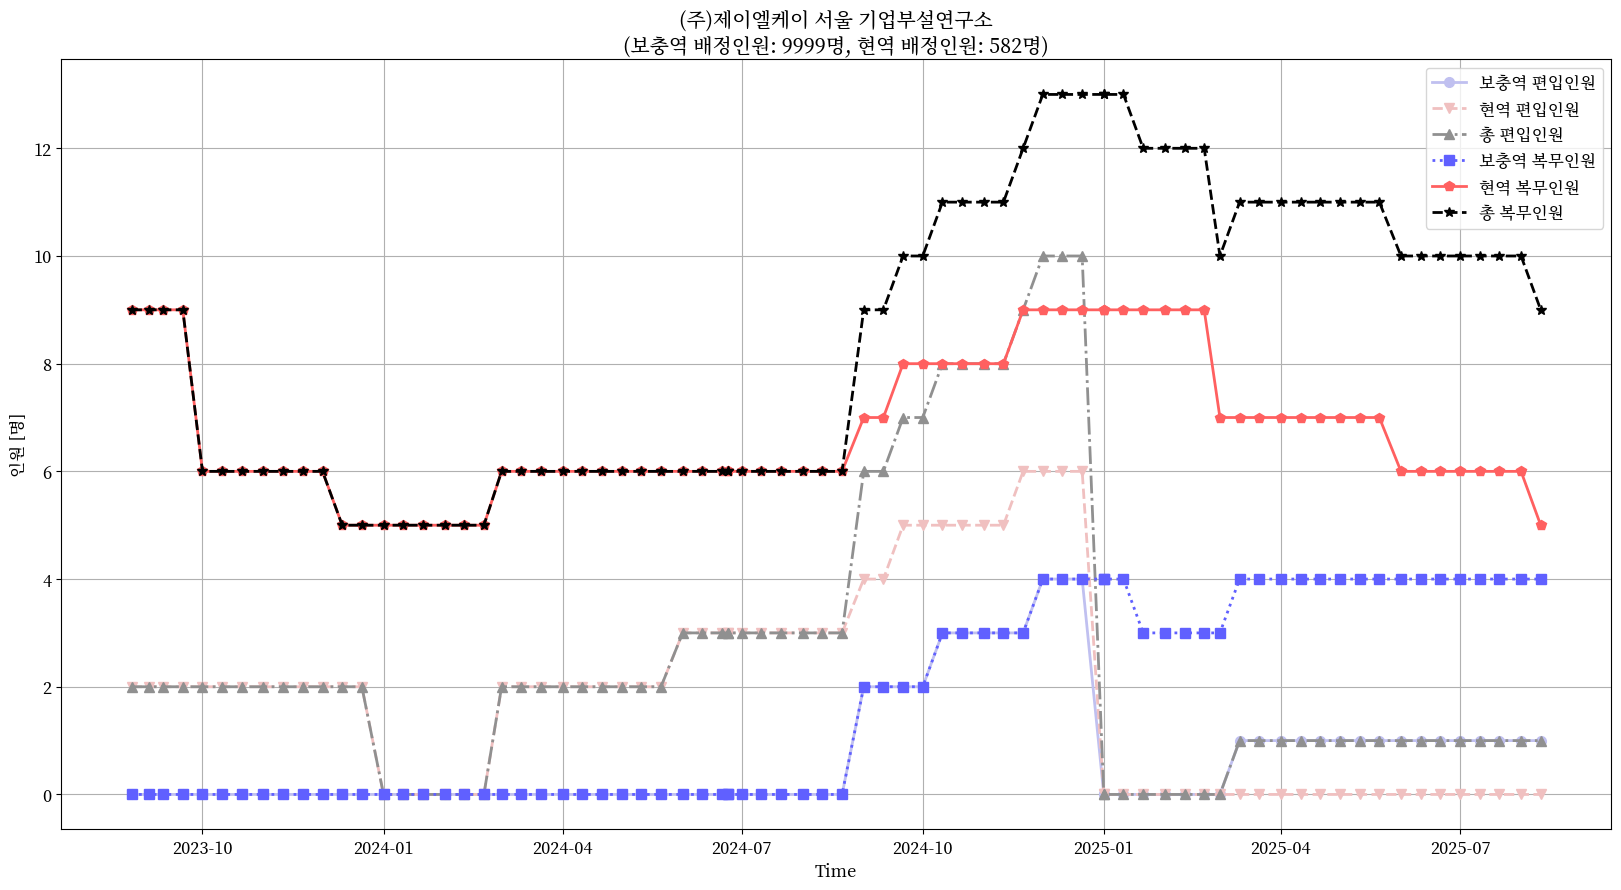 (주)제이엘케이 서울 기업부설연구소
(보충역 배정인원: 9999명, 현역 배정인원: 582명)
보충역 편입인원
현역 편입인원
총 편입인원
보충역 복무인원
현역 복무인원
총 복무인원
인원 [명]
12
10
8
6
4
2
0
2023-10
2024-01
2024-04
2024-07
2024-10
2025-01
2025-04
2025-07
Time